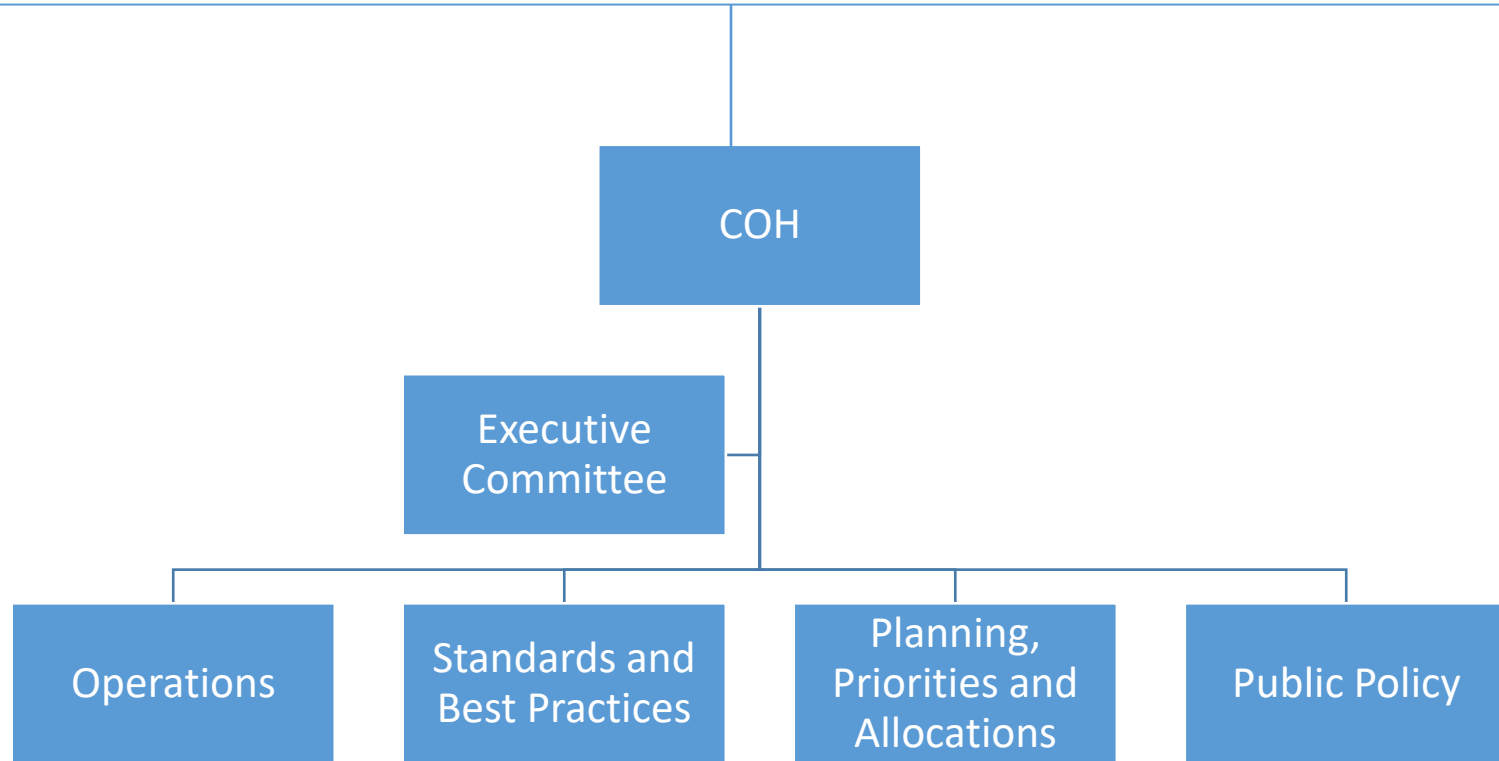 COH
Executive
Committee
Operations
Standards and
Best Practices
Planning,
Priorities and
Allocations
Public Policy